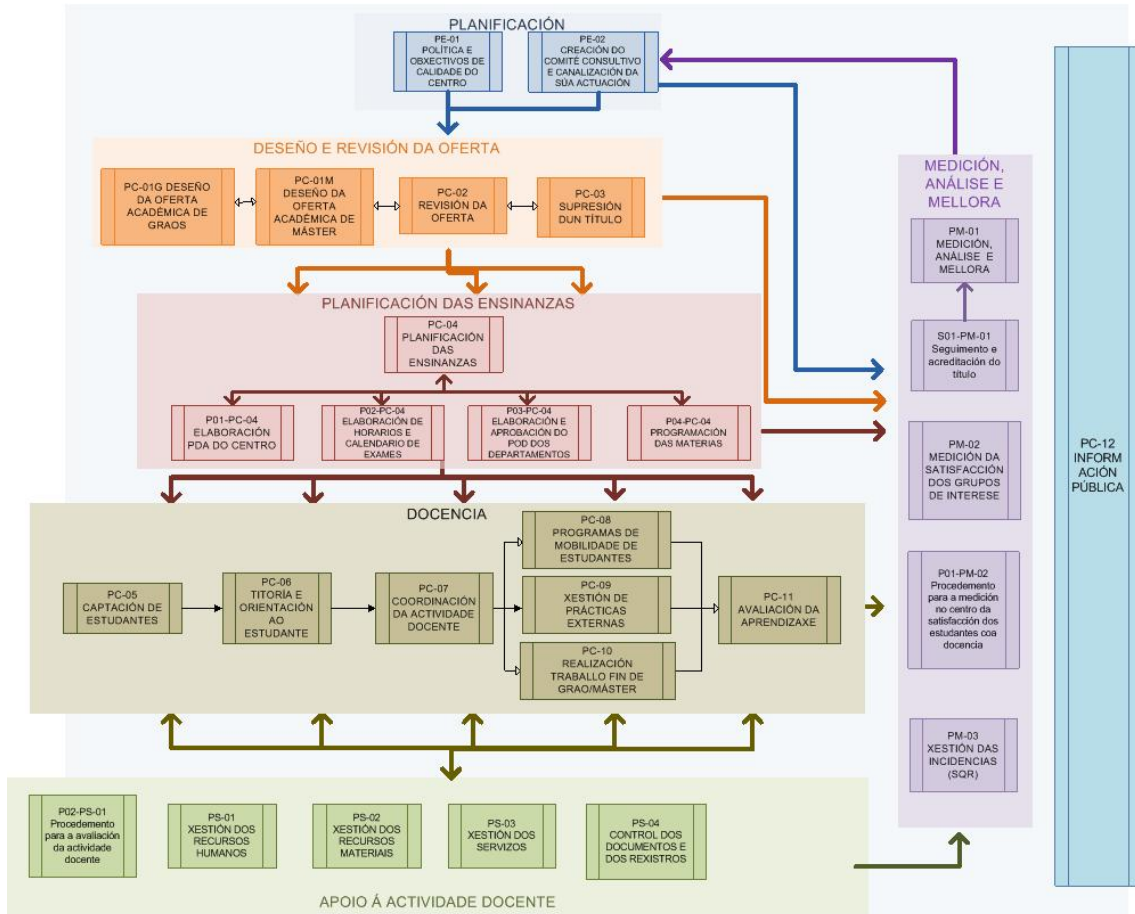 PLANIFICACIÓN
PE-01
POLÍTICA E
OBXECTIVOS DE
CALIDADE DO
CENTRO
PE-02
CREACIÓN DO
COMITÉ CONSULTIVO
E CANALIZACIÓN DA
SÚA ACTUACIÓN
DESEÑO E REVISIÓN DA OFERTA
PC-01G DESEÑO
DA OFERTA
ACADÉMICA DE
GRAOS
PC-01M
DESEÑO DA
OFERTA
ACADÉMICA DE
MÁSTER
PC-02
REVISIÓN DA
OFERTA
PC-03
SUPRESIÓN
DUN TÍTULO
PLANIFICACIÓN DAS ENSINANZAS
PC-04
PLANIFICACIÓN
DAS
ENSINANZAS
P01-PC-04
ELABORACIÓN
PDA DO CENTRO
P02-PC-04
ELABORACIÓN DE
HORARIOS E
CALENDARIO DE
EXAMES
P03-PC-04
ELABORACIÓN E
APROBACIÓN DO
POD DOS
DEPARTAMENTOS
P04-PC-04
PROGRAMACIÓN
DAS MATERIAS
DOCENCIA
PC-05
CAPTACIÓN DE
ESTUDANTES
PC-06
TITORÍA E
ORIENTACIÓN
AO
ESTUDANTE
PC-07
COORDINACIÓN
DA ACTIVIDADE
DOCENTE
PC-08
PROGRAMAS DE
MOBILIDADE DE
ESTUDANTES
PC-09
XESTIÓN DE
PRÁCTICAS
EXTERNAS
PC-10
REALIZACIÓN
TRABALLO FIN DE
GRAO/MÁSTER
PC-11
AVALIACIÓN DA
APRENDIZAXE
P02-PS-01
Procedemento
para a avaliación
da actividade
docente
PS-01
XESTIÓN DOS
RECURSOS
HUMANOS
PS-02
XESTIÓN DOS
RECURSOS
MATERIAIS
PS-03
XESTIÓN DOS
SERVIZOS
PS-04
CONTROL DOS
DOCUMENTOS E
DOS REXISTROS
APOIO Á ACTIVIDADE DOCENTE
MEDICIÓN,
ANÁLISE E
MELLORA
PM-01
MEDICIÓN,
ANÁLISE E
MELLORA
S01-PM-01
Seguimento e
acreditación do
título
PM-02
MEDICIÓN DA
SATISFACCIÓN
DOS GRUPOS
DE INTERESE
P01-PM-02
Procedemento
para a medición
no centro da
satisfacción dos
estudantes coa
docencia
PM-03
XESTIÓN DAS
INCIDENCIAS
(SQR)
PC-12
INFORM
ACIÓN
PÚBLICA